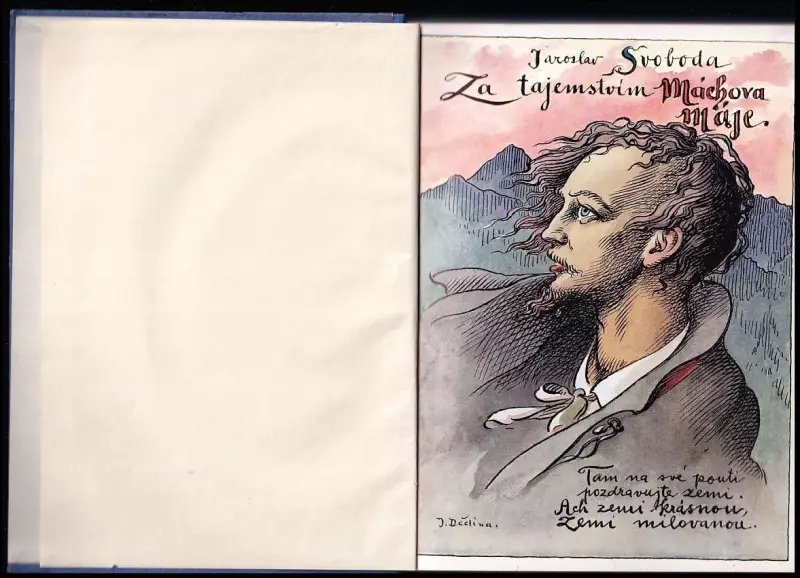 Jaroslav Svoboda
Za tajemstvím Máchova
Máje.
Tam na své pouti
pozdravujte zemi.
Ach zemi krásnou,
Zemi milovanou.
J. Děčina.